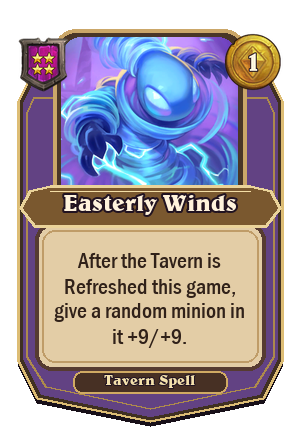 1
Easterly Winds
After the Tavern is
Refreshed this game,
give a random minion in
it +9/+9.
Tavern Spell